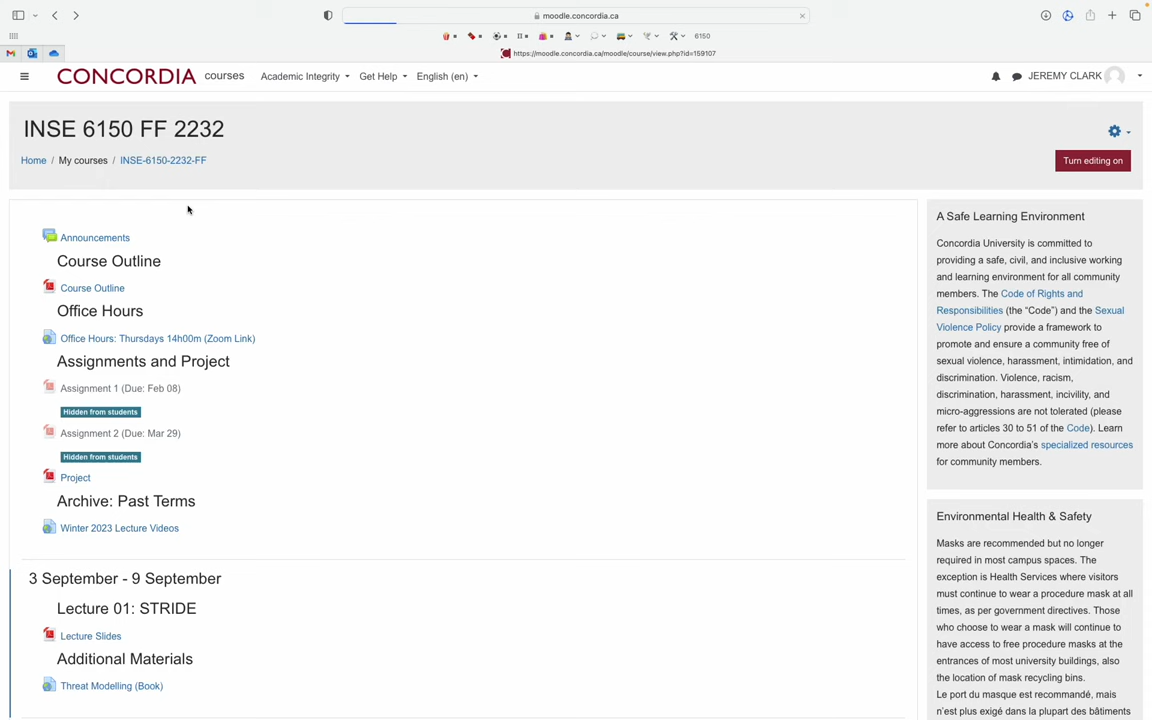 moodle.concordia.ca
6150
https://moodle.concordia.ca/moodle/course/view.php?id=159107
CONCORDIA courses Academic Integrity Get Help English (en) JEREMY CLARK
INSE 6150 FF 2232
Home / My courses / INSE-6150-2232-FF
Turn editing on
Announcements
Course Outline
Course Outline
Office Hours
Office Hours: Thursdays 14h00m (Zoom Link)
Assignments and Project
Assignment 1 (Due: Feb 08)
Hidden from students
Assignment 2 (Due: Mar 29)
Hidden from students
Project
Archive: Past Terms
Winter 2023 Lecture Videos
3 September - 9 September
Lecture 01: STRIDE
Lecture Slides
Additional Materials
Threat Modelling (Book)
A Safe Learning Environment
Concordia University is committed to
providing a safe, civil, and inclusive working
and learning environment for all community
members. The Code of Rights and
Responsibilities (the “Code”) and the Sexual
Violence Policy provide a framework to
promote and ensure a community free of
sexual violence, harassment, intimidation, and
discrimination. Violence, racism,
discrimination, harassment, incivility, and
micro-aggressions are not tolerated (please
refer to articles 30 to 51 of the Code). Learn
more about Concordia’s specialized resources
for community members.
Environmental Health & Safety
Masks are recommended but no longer
required in most campus spaces. The
exception is Health Services where visitors
must continue to wear a procedure mask at all
times, as per government directives. Those
who choose to wear a mask will continue to
have access to free procedure masks at the
entrances of most university buildings, also
the location of mask recycling bins.
Le port du masque est recommandé, mais
n’est plus exigé dans la plupart des bâtiments